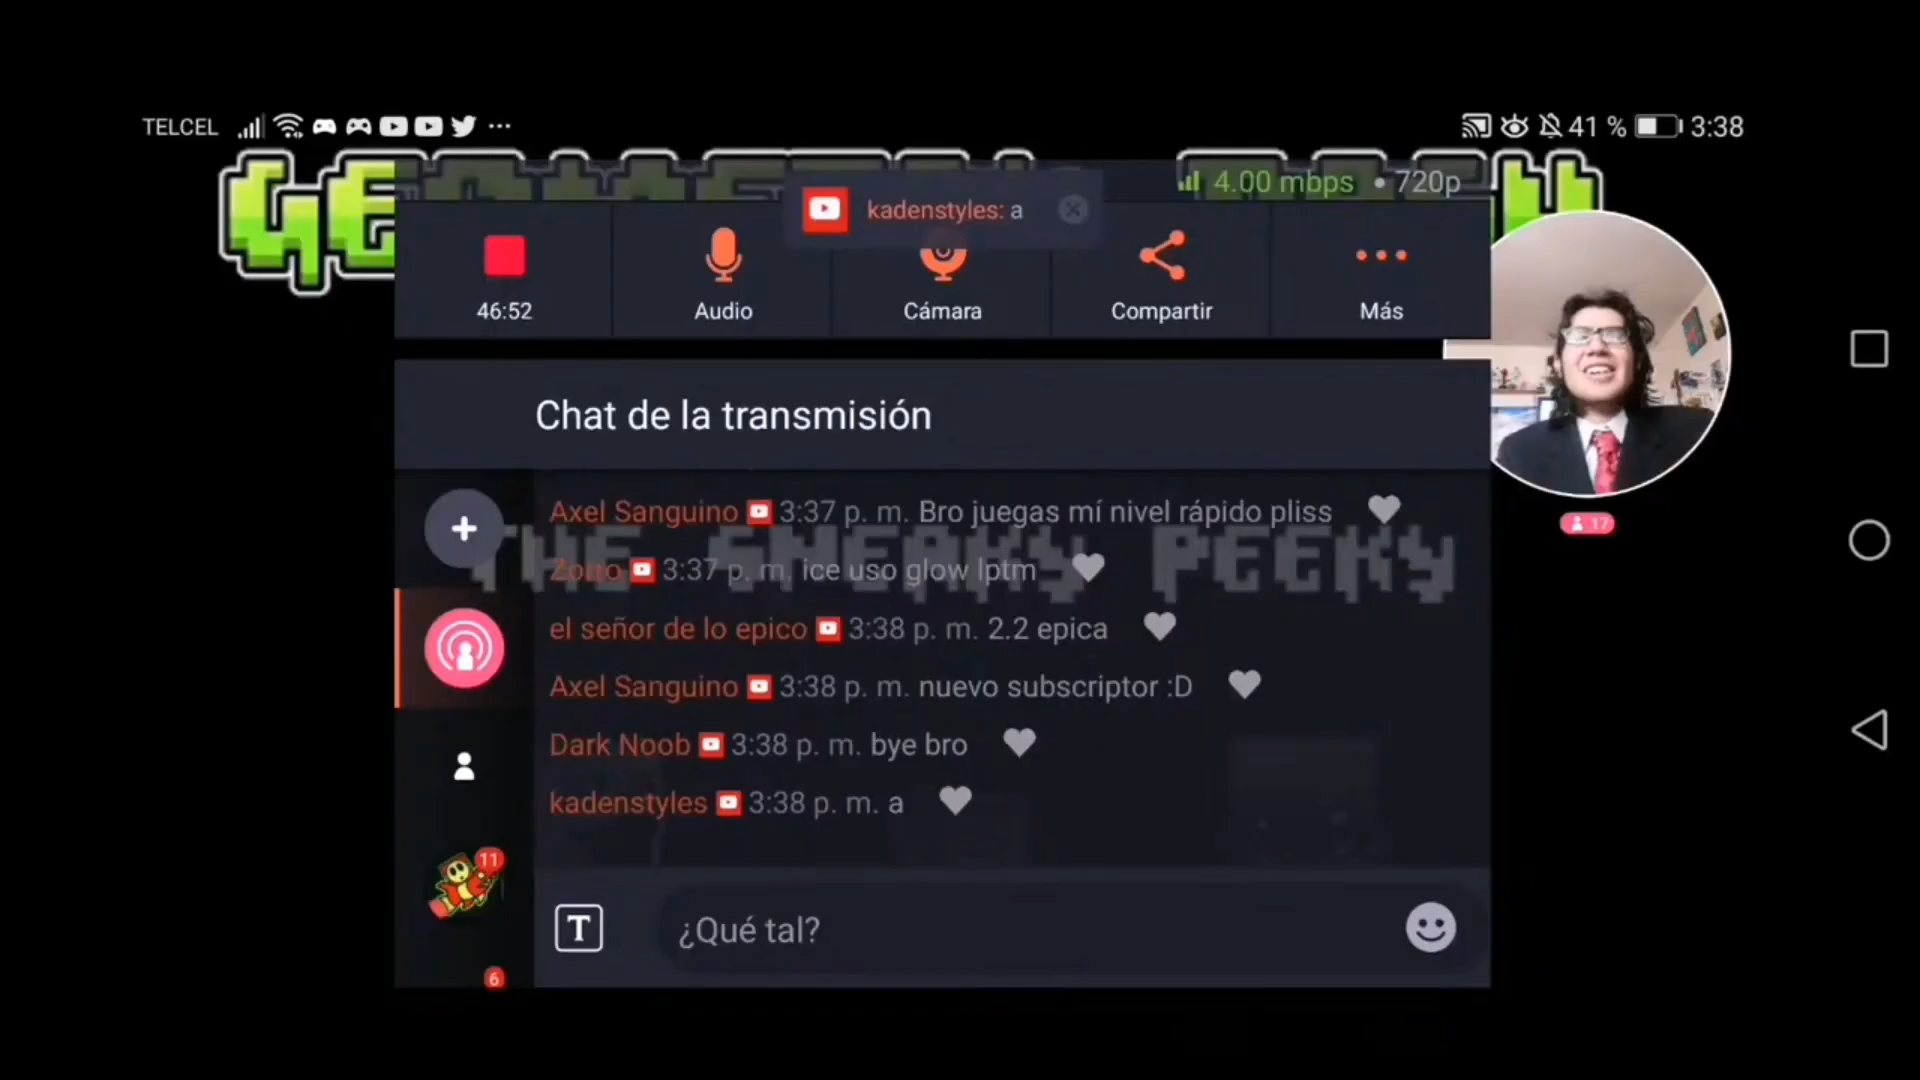 TELCEL
41 % 3:38
4.00 mbps • 720p
kadenstyles: a
46:52
Audio
Cámara
Compartir
Más
Chat de la transmisión
17
Axel Sanguino 3:37 p. m. Bro juegas mí nivel rápido pliss
THE SNEAKY PEEKY
Zorro 3:37 p. m. ice uso glow lptm
el señor de lo epico 3:38 p. m. 2.2 epica
Axel Sanguino 3:38 p. m. nuevo subscriptor :D
Dark Noob 3:38 p. m. bye bro
kadenstyles 3:38 p. m. a
11
6
T
¿Qué tal?